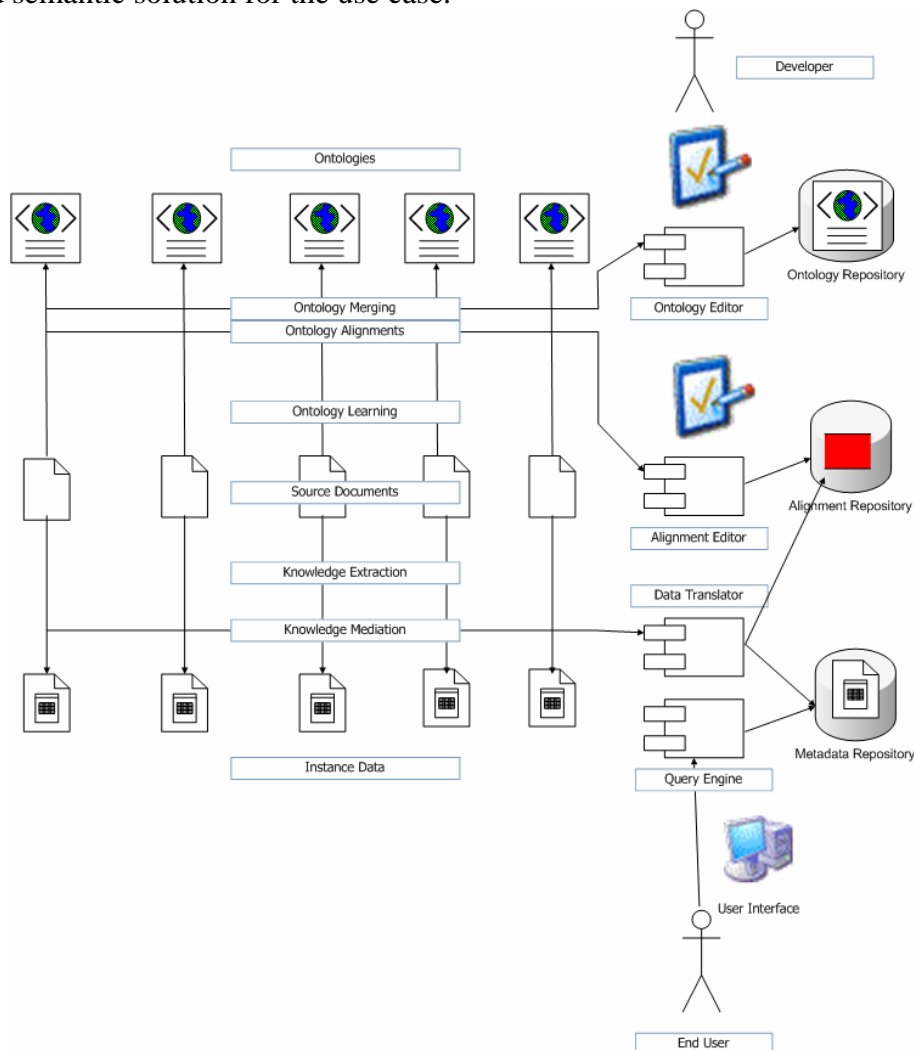 semantic solution for the use case.
Developer
Ontologies
Ontology Repository
Ontology Merging
Ontology Editor
Ontology Alignments
Ontology Learning
Source Documents
Alignment Repository
Alignment Editor
Knowledge Extraction
Data Translator
Knowledge Mediation
Metadata Repository
Instance Data
Query Engine
User Interface
End User